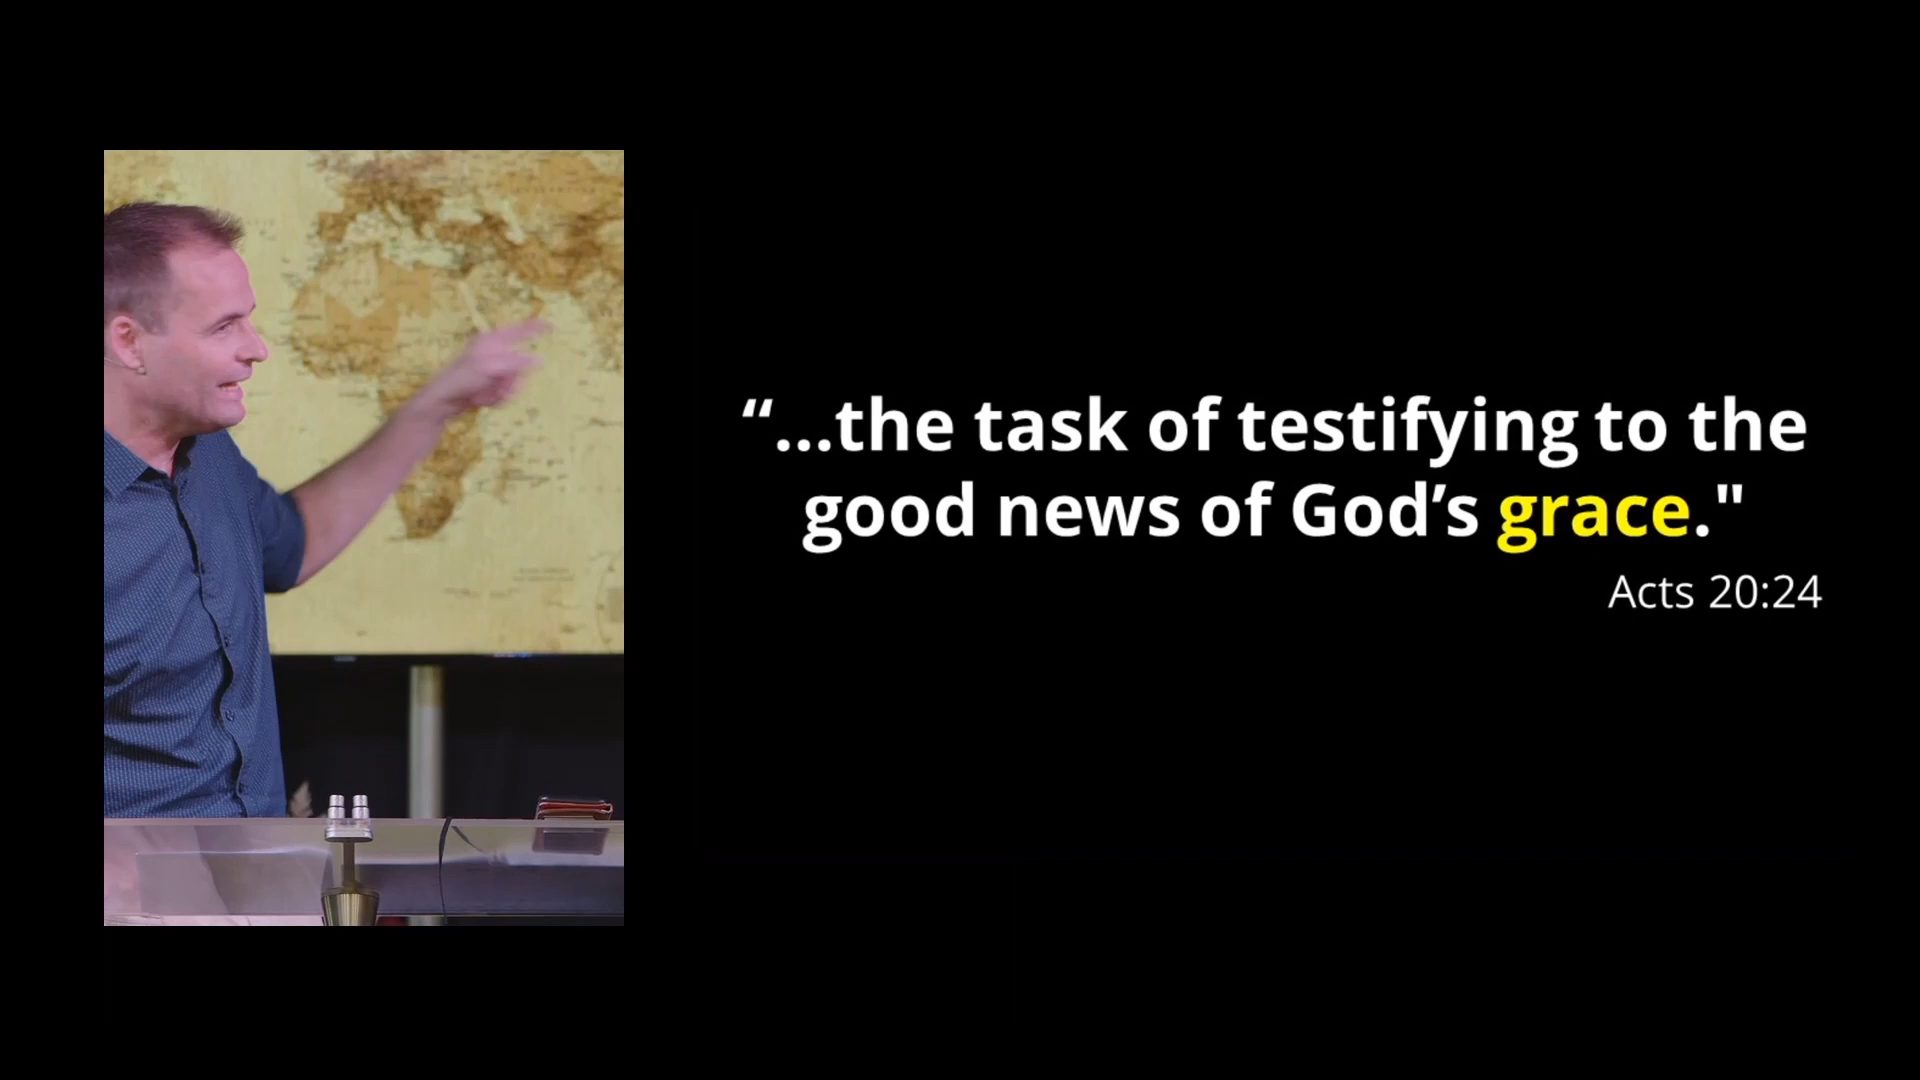 “...the task of testifying to the
good news of God’s grace."
Acts 20:24